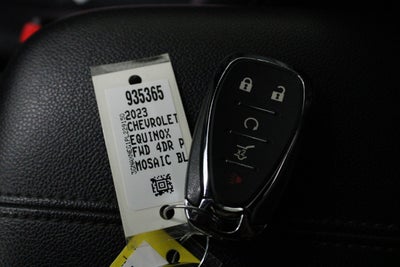 935365
2023
CHEVROLET
EQUINOX
FWD 4DR P
MOSAIC BL